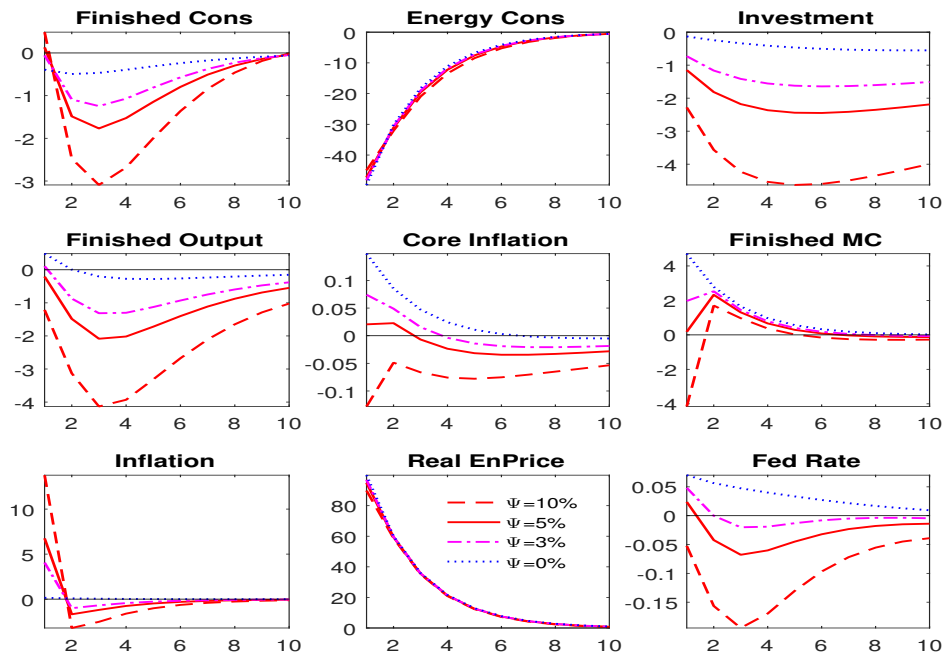 Finished Cons
0
-1
-2
-3
2 4 6 8 10
Energy Cons
0
-10
-20
-30
-40
2 4 6 8 10
Investment
0
-1
-2
-3
-4
2 4 6 8 10
Finished Output
0
-1
-2
-3
-4
2 4 6 8 10
Core Inflation
0.1
0.05
0
-0.05
-0.1
2 4 6 8 10
Finished MC
4
2
0
-2
-4
2 4 6 8 10
Inflation
10
5
0
2 4 6 8 10
Real EnPrice
80
60
40
20
0
2 4 6 8 10
Ψ=10%
Ψ=5%
Ψ=3%
Ψ=0%
Fed Rate
0.05
0
-0.05
-0.1
-0.15
2 4 6 8 10